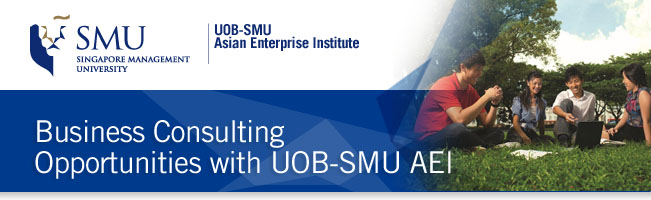 SMU
SINGAPORE MANAGEMENT
UNIVERSITY
UOB-SMU
Asian Enterprise Institute
Business Consulting
Opportunities with UOB-SMU AEI